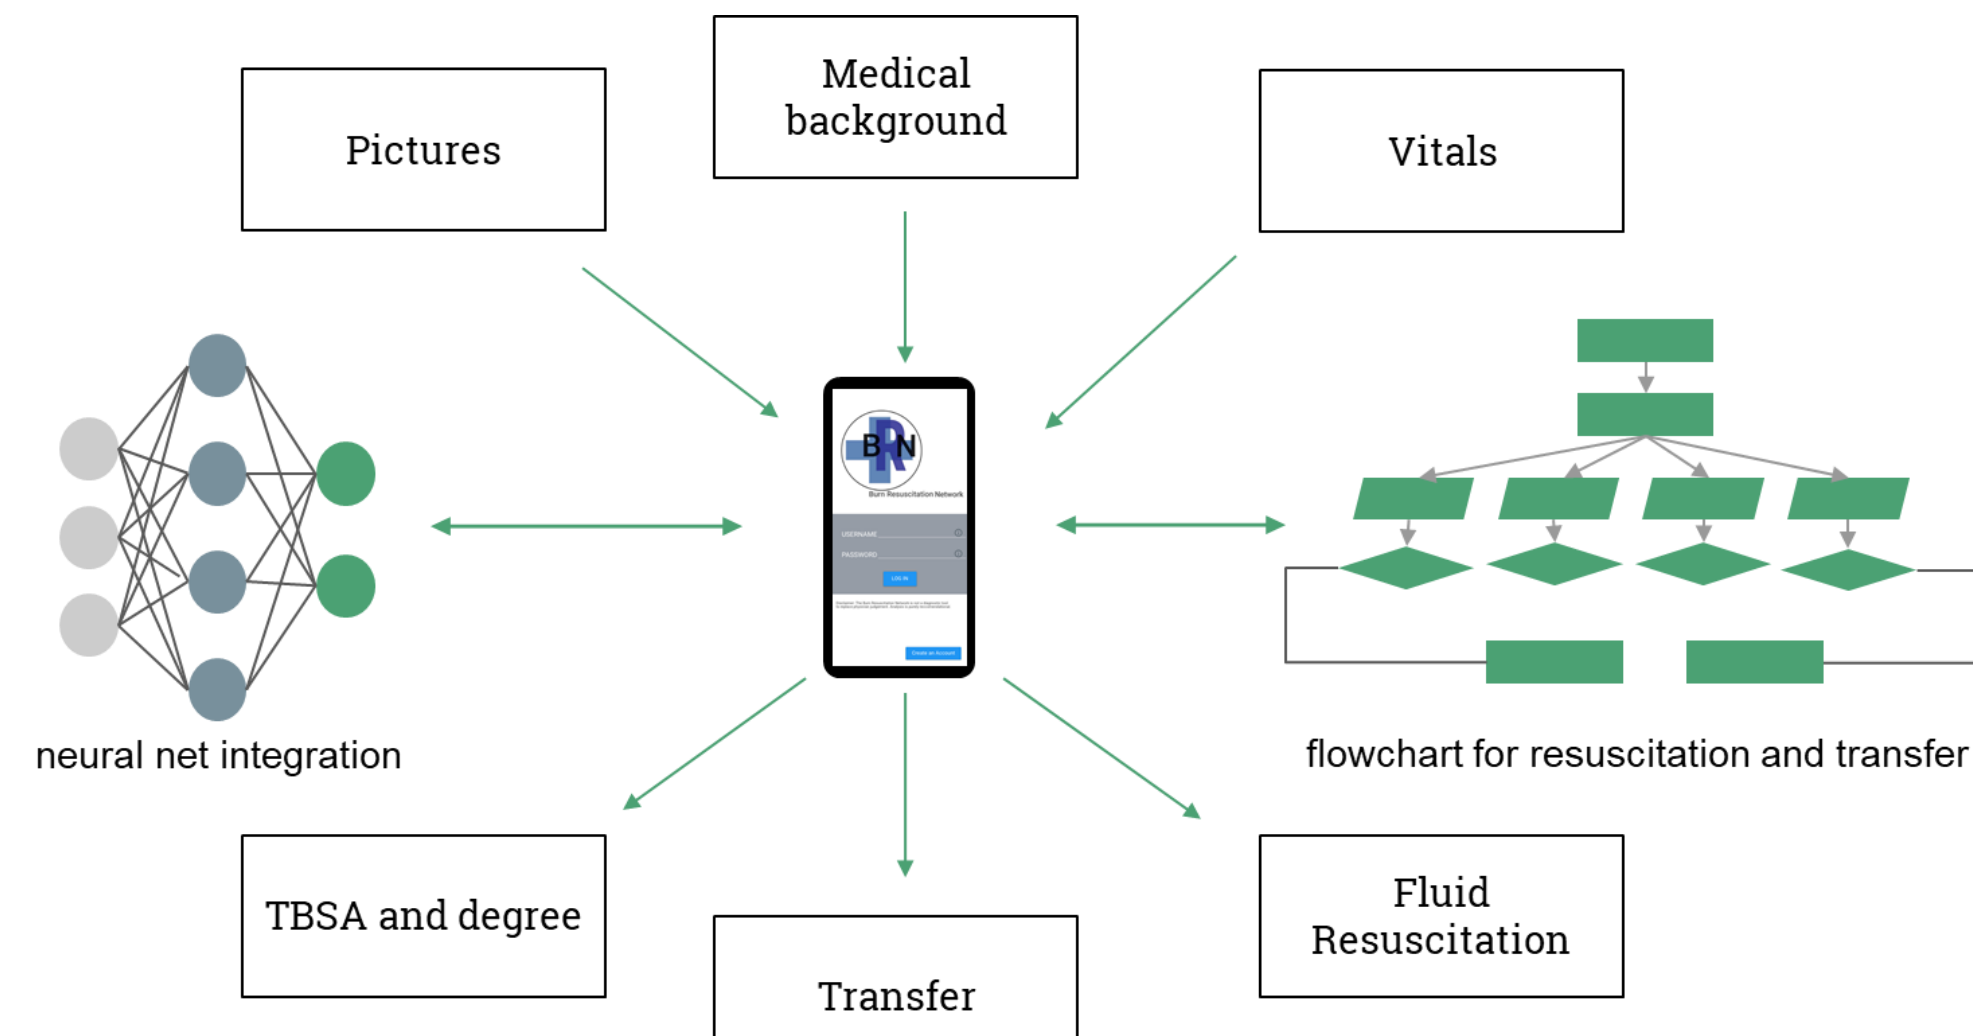 Medical
background
Pictures
Vitals
BRN
Burn Resuscitation Network
USERNAME
PASSWORD
LOG IN
Create an Account
neural net integration
flowchart for resuscitation and transfer
TBSA and degree
Fluid
Resuscitation
Transfer